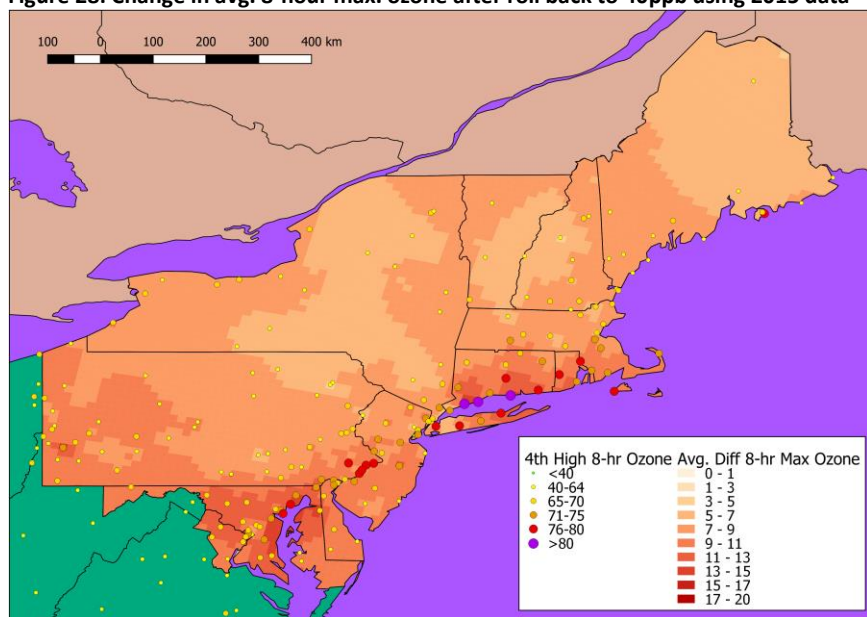 Figure 28: Change in avg. 8-hour max. ozone after roll back to 40ppb using 2015 data
100 0 100 200 300 400 km
4th High 8-hr Ozone
<40
40-64
65-70
71-75
76-80
>80
Avg. Diff 8-hr Max Ozone
0 - 1
1 - 3
3 - 5
5 - 7
7 - 9
9 - 11
11 - 13
13 - 15
15 - 17
17 - 20